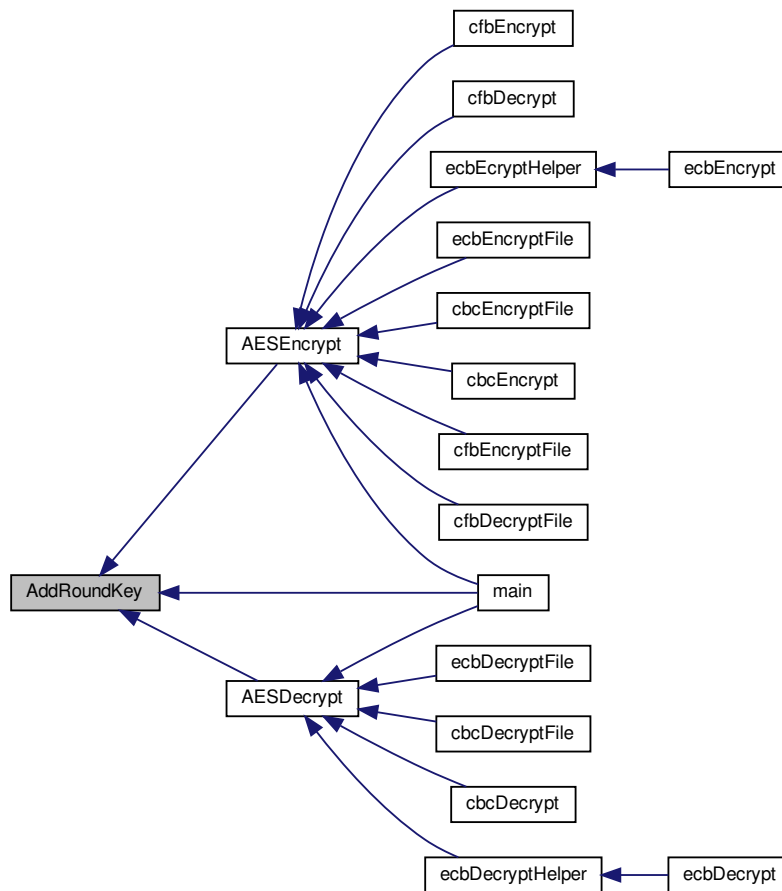 cfbEncrypt
cfbDecrypt
ecbEcryptHelper
ecbEncrypt
ecbEncryptFile
cbcEncryptFile
AESEncrypt
cbcEncrypt
cfbEncryptFile
cfbDecryptFile
AddRoundKey
main
ecbDecryptFile
AESDecrypt
cbcDecryptFile
cbcDecrypt
ecbDecryptHelper
ecbDecrypt